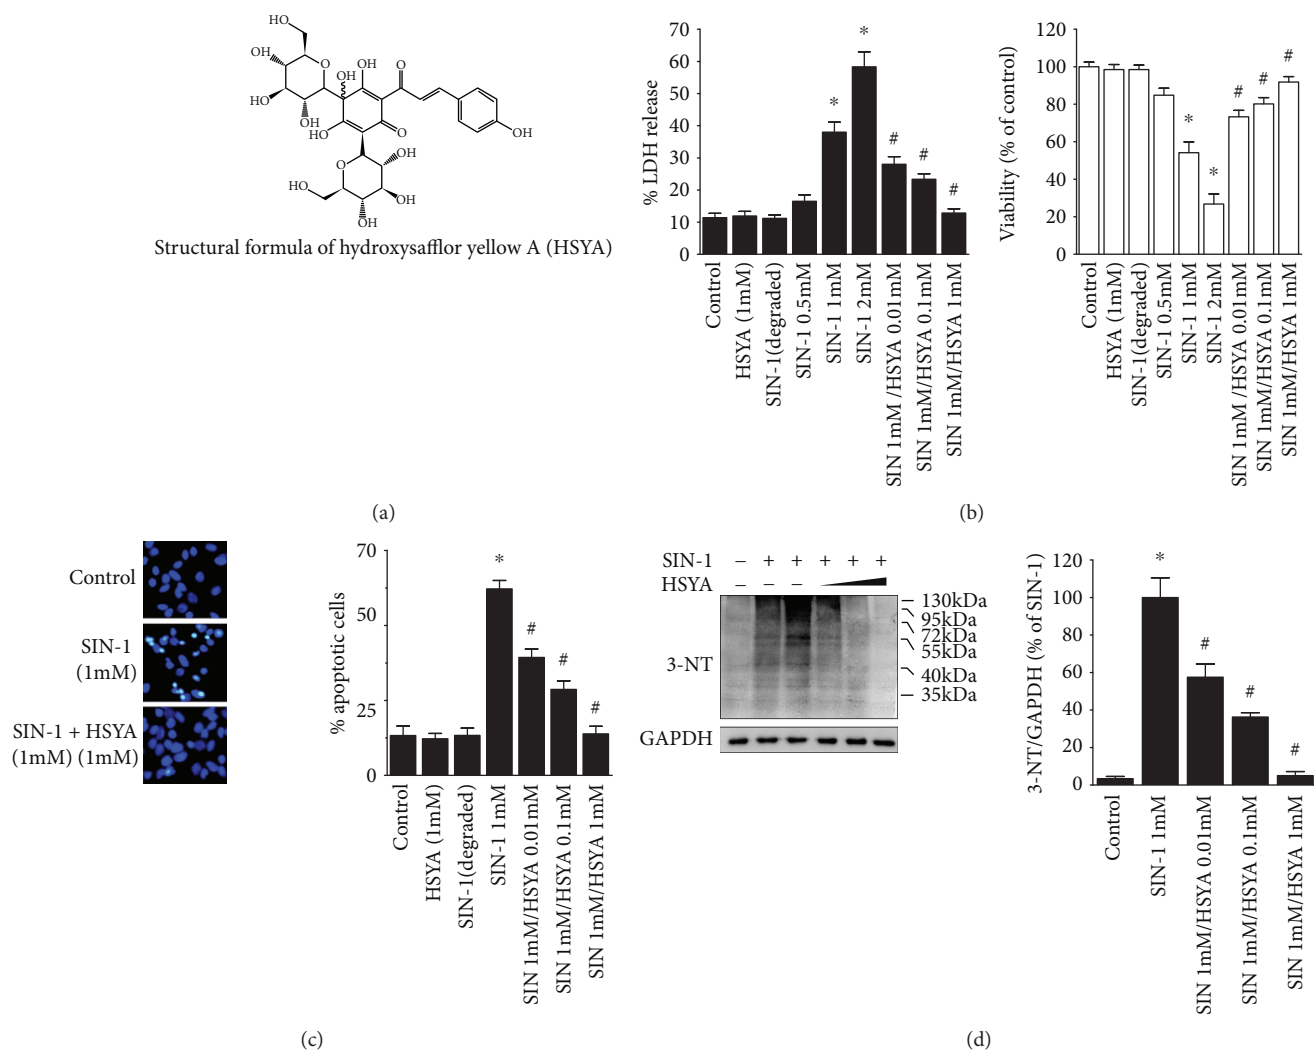 HO
OH
O
OH
OH
O
HO
HO
OH
HO
O
OH
O
OH
HO
HO
OH
OH
Structural formula of hydroxysafflor yellow A (HSYA)
(a)
% LDH release
70
60
50
40
30
20
10
0
*
*
#
#
#
Control
HSYA (1mM)
SIN-1(degraded)
SIN-1 0.5mM
SIN-1 1mM
SIN-1 2mM
SIN 1mM /HSYA 0.01mM
SIN 1mM/HSYA 0.1mM
SIN 1mM/HSYA 1mM
Viability (% of control)
120
100
80
60
40
20
0
*
*
#
#
#
Control
HSYA (1mM)
SIN-1(degraded)
SIN-1 0.5mM
SIN-1 1mM
SIN-1 2mM
SIN 1mM /HSYA 0.01mM
SIN 1mM/HSYA 0.1mM
SIN 1mM/HSYA 1mM
(b)
Control
SIN-1
(1mM)
SIN-1 + HSYA
(1mM) (1mM)
% apoptotic cells
70
50
25
0
*
#
#
#
Control
HSYA (1mM)
SIN-1(degraded)
SIN-1 1mM
SIN 1mM/HSYA 0.01mM
SIN 1mM/HSYA 0.1mM
SIN 1mM/HSYA 1mM
(c)
SIN-1 − + + + + +
HSYA − − −
3-NT
130kDa
95kDa
72kDa
55kDa
40kDa
35kDa
GAPDH
3-NT/GAPDH (% of SIN-1)
120
100
80
60
40
20
0
*
#
#
#
Control
SIN-1 1mM
SIN 1mM/HSYA 0.01mM
SIN 1mM/HSYA 0.1mM
SIN 1mM/HSYA 1mM
(d)